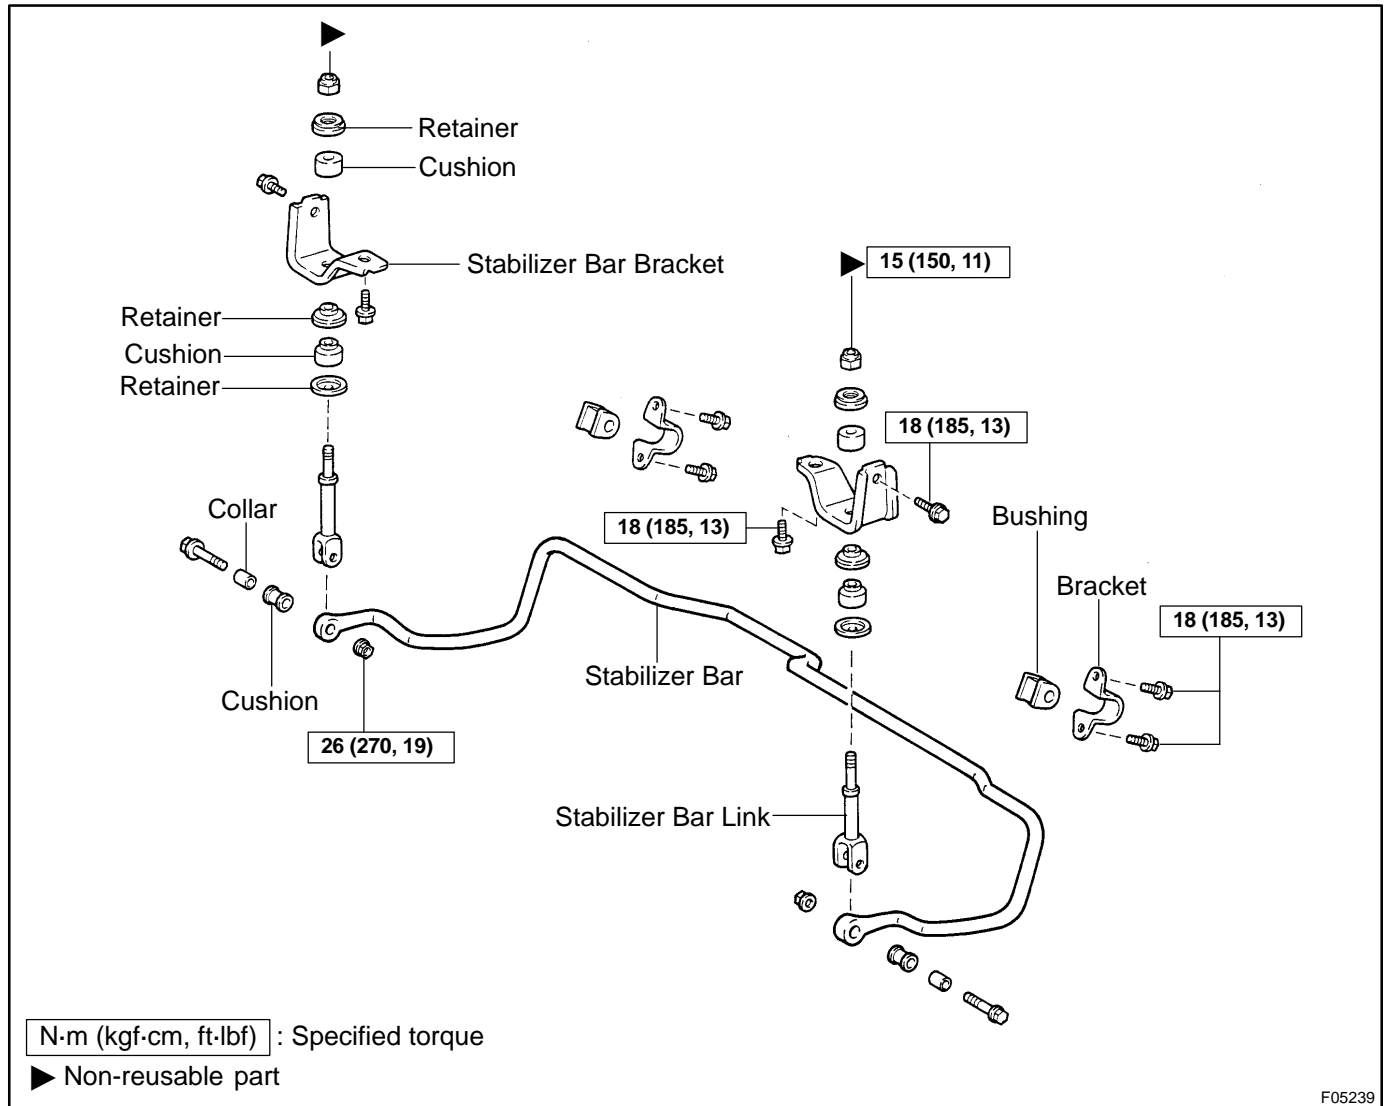 Retainer
Cushion
Stabilizer Bar Bracket
15 (150, 11)
Retainer
Cushion
Retainer
18 (185, 13)
Collar
18 (185, 13)
Bushing
Bracket
18 (185, 13)
Stabilizer Bar
Cushion
26 (270, 19)
Stabilizer Bar Link
N·m (kgf·cm, ft·lbf) : Specified torque
Non-reusable part
F05239